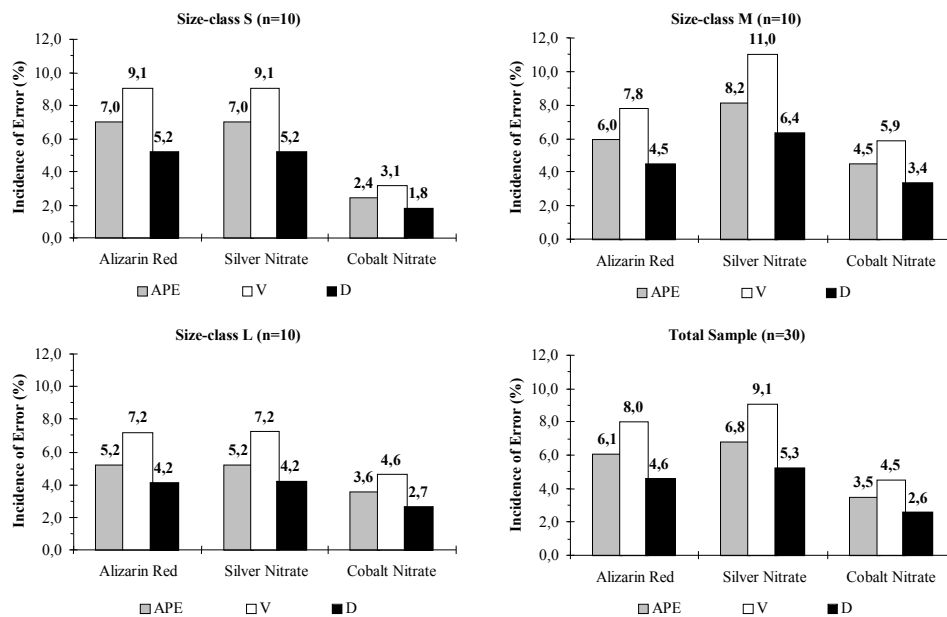 Size-class S (n=10)
Incidence of Error (%)
12,0
10,0
8,0
6,0
4,0
2,0
0,0
7,0
9,1
5,2
7,0
9,1
5,2
2,4
3,1
1,8
Alizarin Red
Silver Nitrate
Cobalt Nitrate
APE
V
D
Size-class M (n=10)
Incidence of Error (%)
12,0
10,0
8,0
6,0
4,0
2,0
0,0
6,0
7,8
4,5
8,2
11,0
6,4
4,5
5,9
3,4
Alizarin Red
Silver Nitrate
Cobalt Nitrate
APE
V
D
Size-class L (n=10)
Incidence of Error (%)
12,0
10,0
8,0
6,0
4,0
2,0
0,0
5,2
7,2
4,2
5,2
7,2
4,2
3,6
4,6
2,7
Alizarin Red
Silver Nitrate
Cobalt Nitrate
APE
V
D
Total Sample (n=30)
Incidence of Error (%)
12,0
10,0
8,0
6,0
4,0
2,0
0,0
6,1
8,0
4,6
6,8
9,1
5,3
3,5
4,5
2,6
Alizarin Red
Silver Nitrate
Cobalt Nitrate
APE
V
D